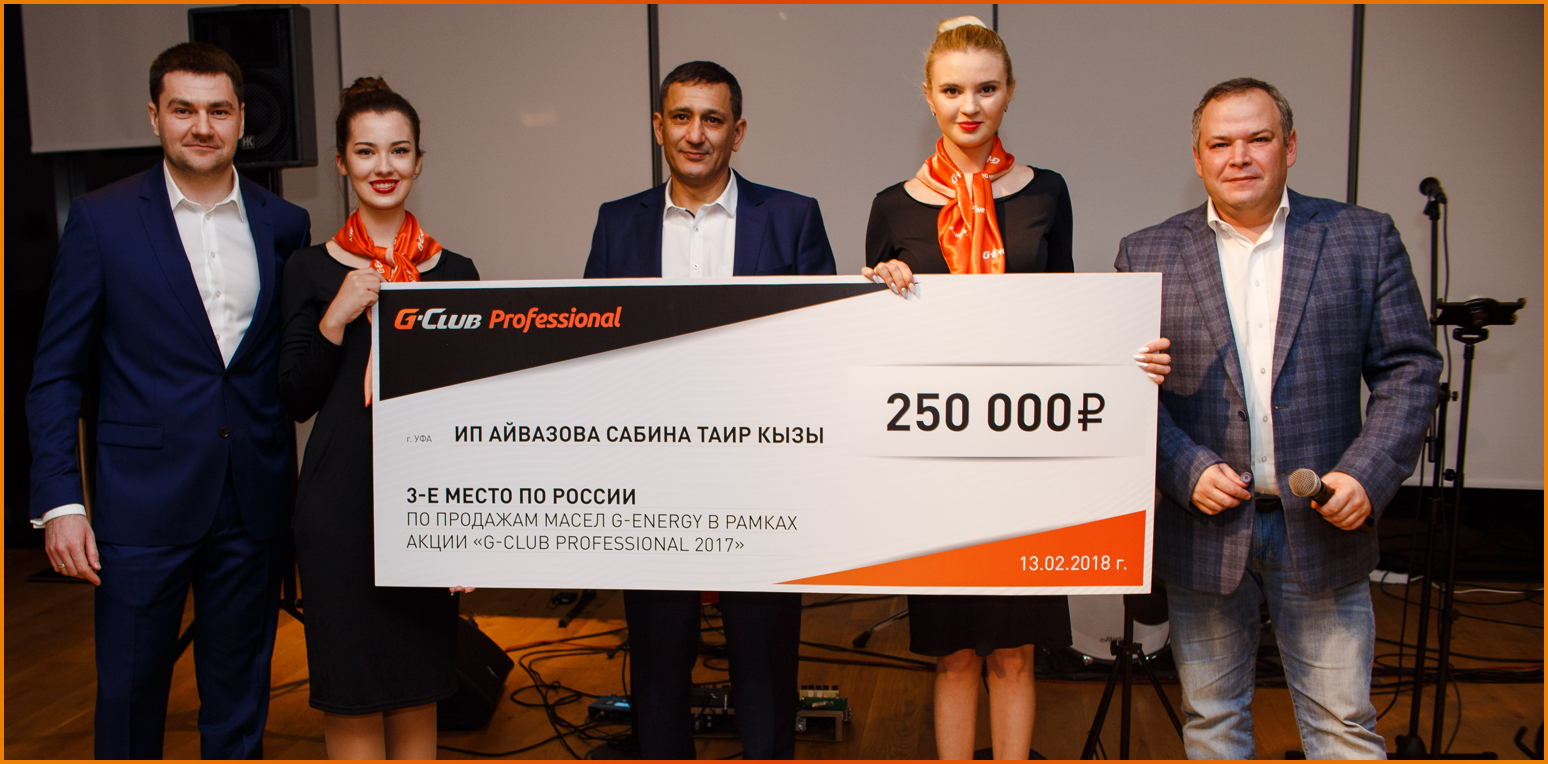 G-CLUB Professional
250 000₽
г. УФА ИП АЙВАЗОВА САБИНА ТАИР КЫЗЫ
3-Е МЕСТО ПО РОССИИ
ПО ПРОДАЖАМ МАСЕЛ G-ENERGY В РАМКАХ
АКЦИИ «G-CLUB PROFESSIONAL 2017»
13.02.2018 г.